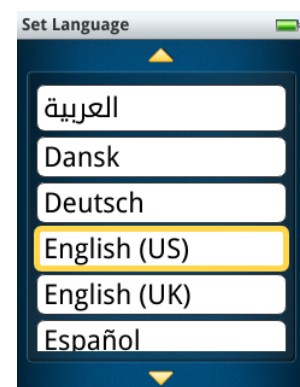 Set Language
العربية
Dansk
Deutsch
English (US)
English (UK)
Español